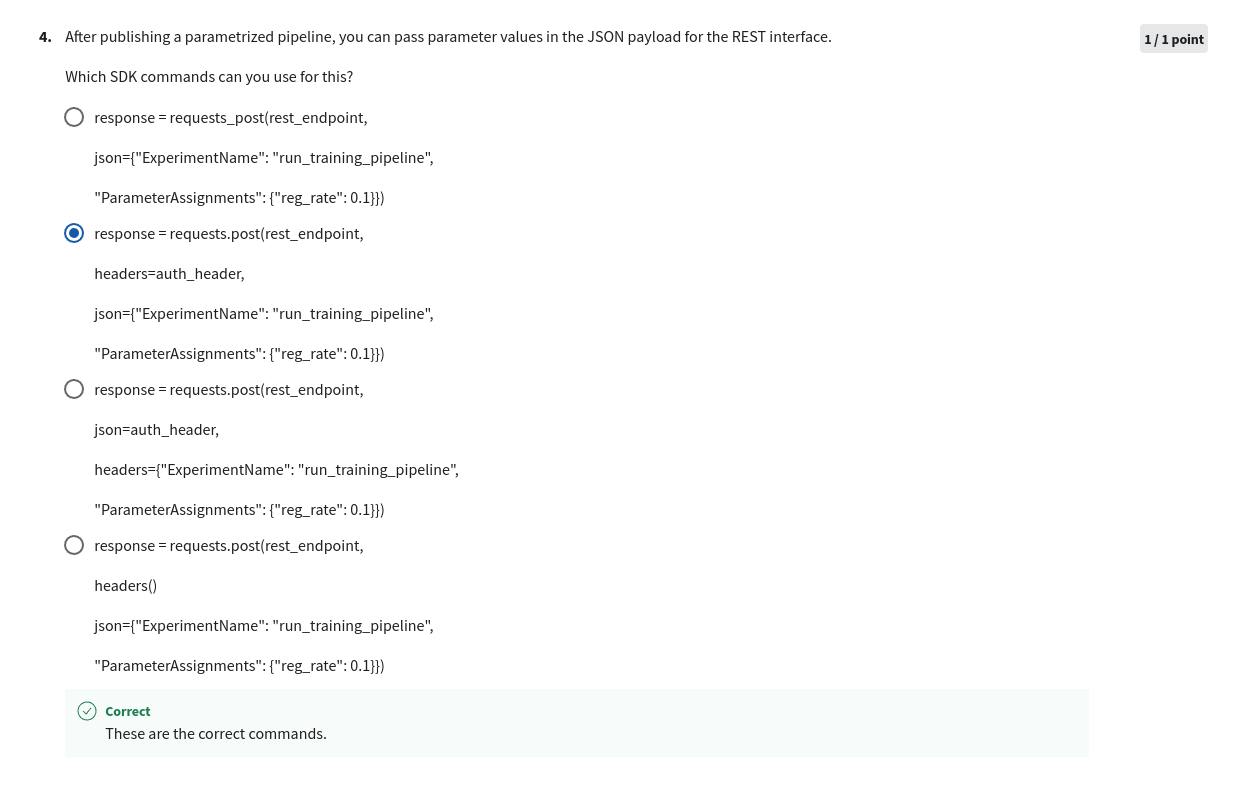 4. After publishing a parametrized pipeline, you can pass parameter values in the JSON payload for the REST interface.
1 / 1 point
Which SDK commands can you use for this?
response = requests_post(rest_endpoint,
json={"ExperimentName": "run_training_pipeline",
"ParameterAssignments": {"reg_rate": 0.1}})
response = requests.post(rest_endpoint,
headers=auth_header,
json={"ExperimentName": "run_training_pipeline",
"ParameterAssignments": {"reg_rate": 0.1}})
response = requests.post(rest_endpoint,
json=auth_header,
headers={"ExperimentName": "run_training_pipeline",
"ParameterAssignments": {"reg_rate": 0.1}})
response = requests.post(rest_endpoint,
headers()
json={"ExperimentName": "run_training_pipeline",
"ParameterAssignments": {"reg_rate": 0.1}})
Correct
These are the correct commands.